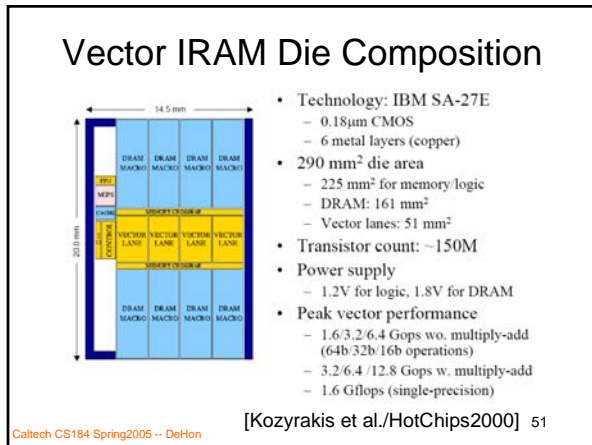 Vector IRAM Die Composition
14.5 mm
20.0 mm
DRAM MACRO DRAM MACRO DRAM MACRO DRAM MACRO
FPU
MIPS
CACHE
MEMORY CROSSBAR
CONTROL
VECTOR LANE VECTOR LANE VECTOR LANE VECTOR LANE
MEMORY CROSSBAR
DRAM MACRO DRAM MACRO DRAM MACRO DRAM MACRO
• Technology: IBM SA-27E
– 0.18μm CMOS
– 6 metal layers (copper)
• 290 mm² die area
– 225 mm² for memory/logic
– DRAM: 161 mm²
– Vector lanes: 51 mm²
• Transistor count: ~150M
• Power supply
– 1.2V for logic, 1.8V for DRAM
• Peak vector performance
– 1.6/3.2/6.4 Gops wo. multiply-add
(64b/32b/16b operations)
– 3.2/6.4 /12.8 Gops w. multiply-add
– 1.6 Gflops (single-precision)
[Kozyrakis et al./HotChips2000] 51
Caltech CS184 Spring2005 -- DeHon